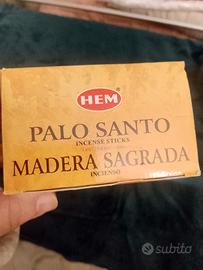 HEM
PALO SANTO
INCENSE STICKS
MADERA SAGRADA
INCIENSO
subito